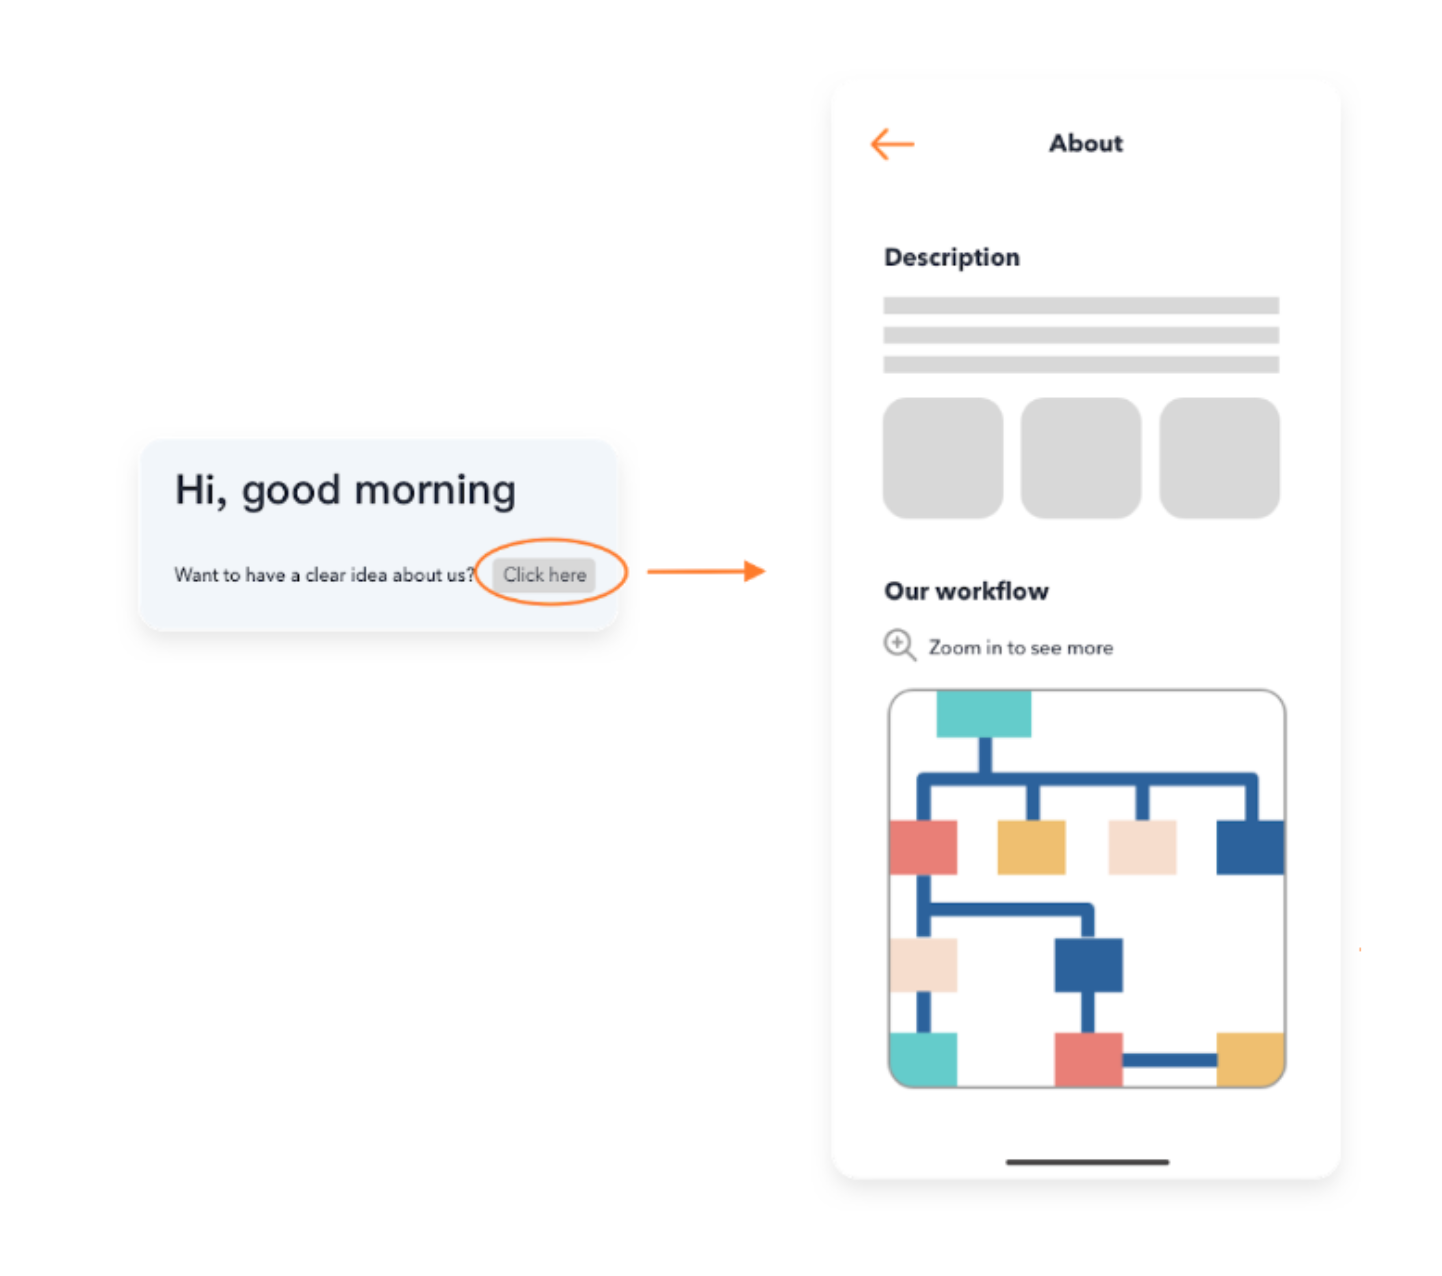 Hi, good morning
Want to have a clear idea about us? Click here
About
Description
Our workflow
Zoom in to see more